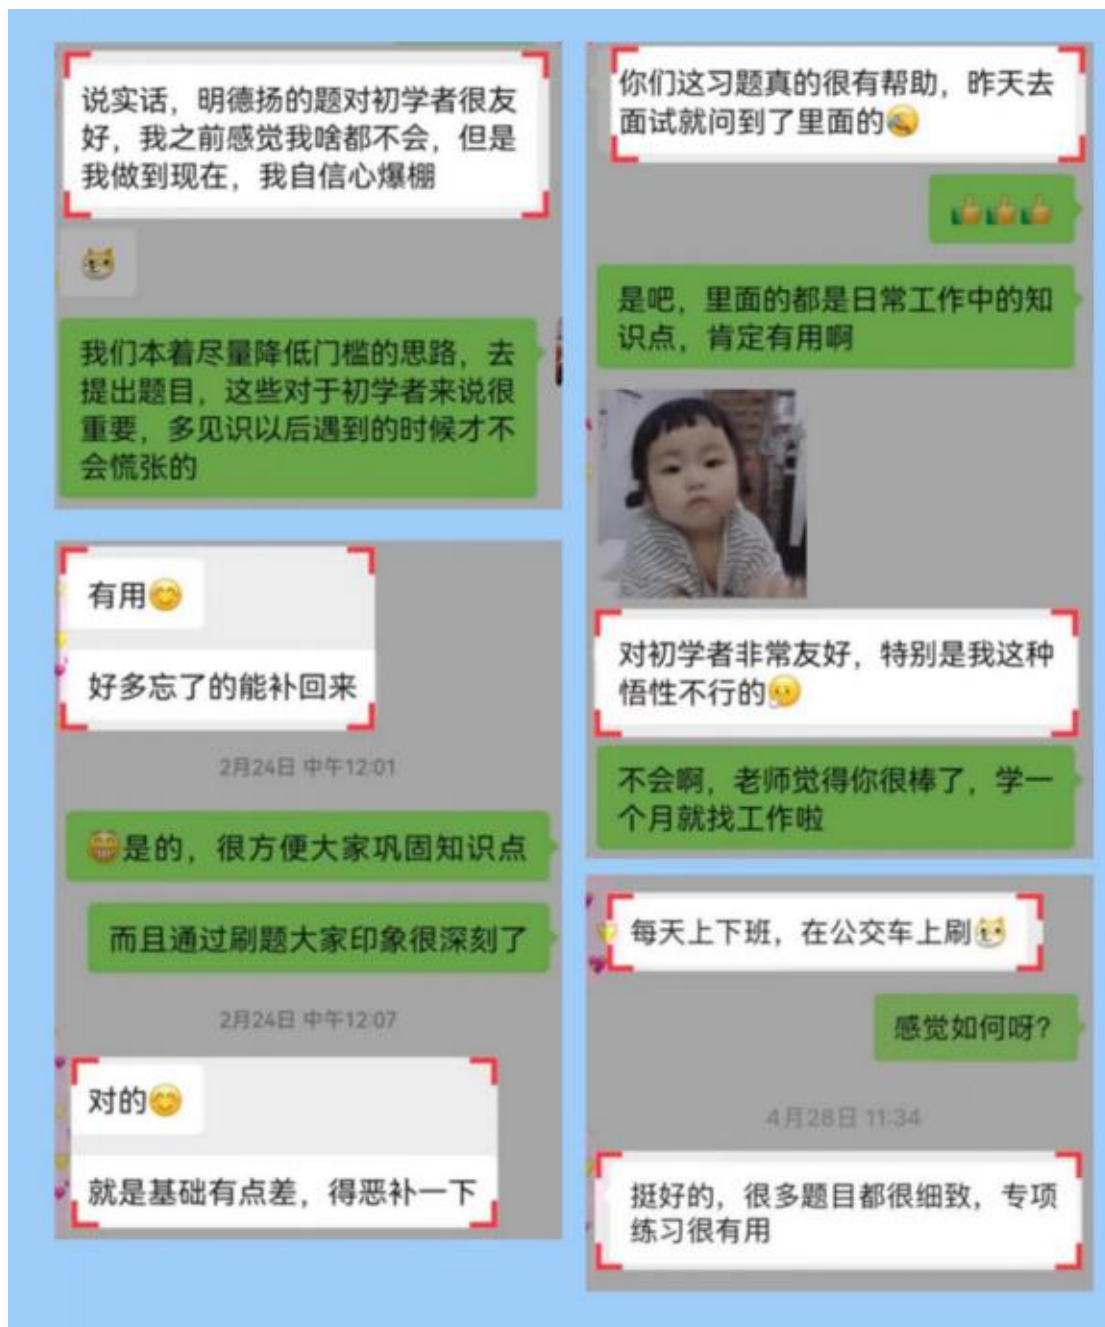 说实话，明德扬的题对初学者很友
好，我之前感觉我啥都不会，但是
我做到现在，我自信心爆棚
我们本着尽量降低门槛的思路，去
提出题目，这些对于初学者来说很
重要，多见识以后遇到的时候才不
会慌张的
有用😊
好多忘了的能补回来
2月24日 中午12:01
😁是的，很方便大家巩固知识点
而且通过刷题大家印象很深刻了
2月24日 中午12:07
对的😊
就是基础有点差，得恶补一下
你们这习题真的很有帮助，昨天去
面试就问到了里面的
👍👍👍
是吧，里面的都是日常工作中的知
识点，肯定有用啊
对初学者非常友好，特别是我这种
悟性不行的
不会啊，老师觉得你很棒了，学一
个月就找工作啦
每天上下班，在公交车上刷
感觉如何呀？
4月28日 11:34
挺好的，很多题目都很细致，专项
练习很有用